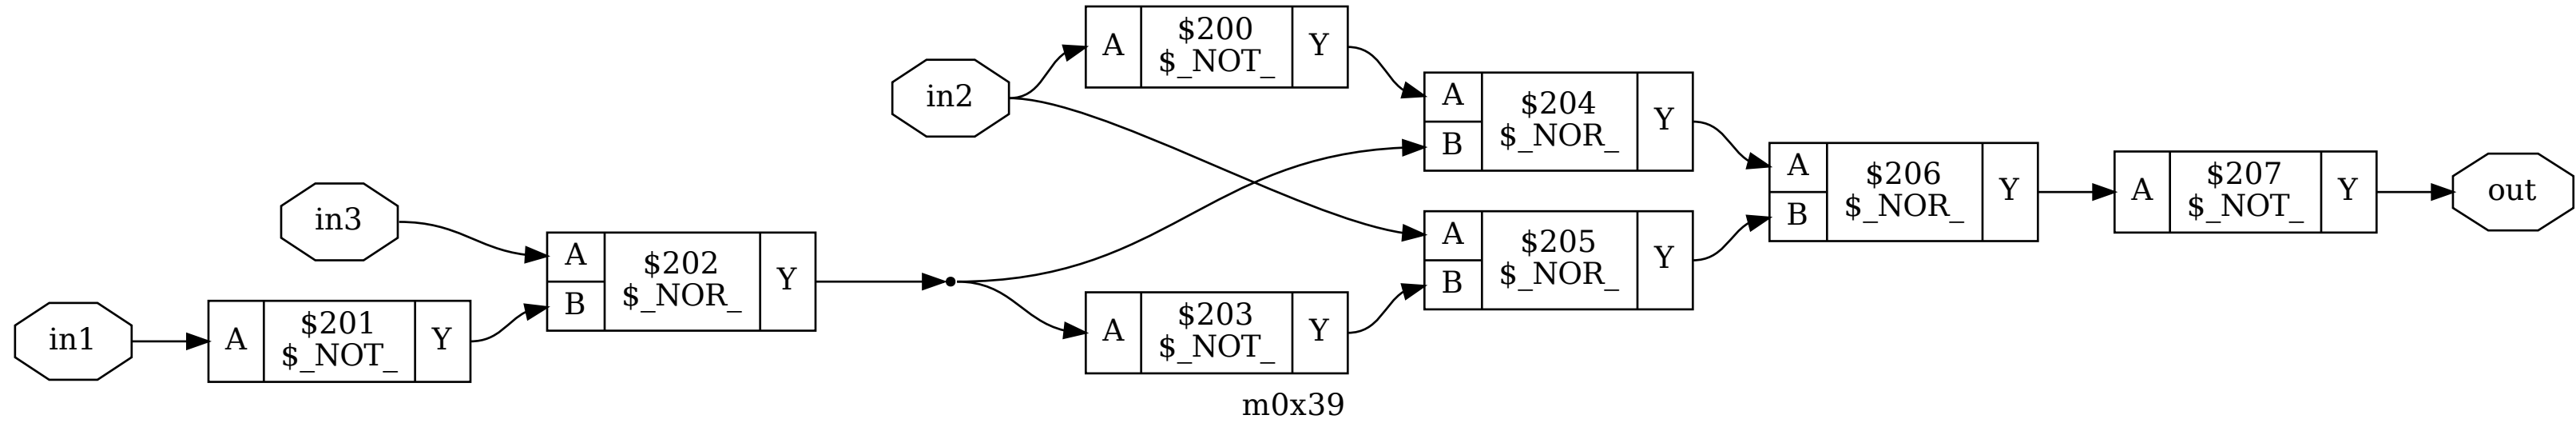 in1
A
$201
$_NOT_
Y
in3
A
B
$202
$_NOR_
Y
in2
A
$200
$_NOT_
Y
A
$203
$_NOT_
Y
A
B
$204
$_NOR_
Y
A
B
$205
$_NOR_
Y
A
B
$206
$_NOR_
Y
A
$207
$_NOT_
Y
out
m0x39